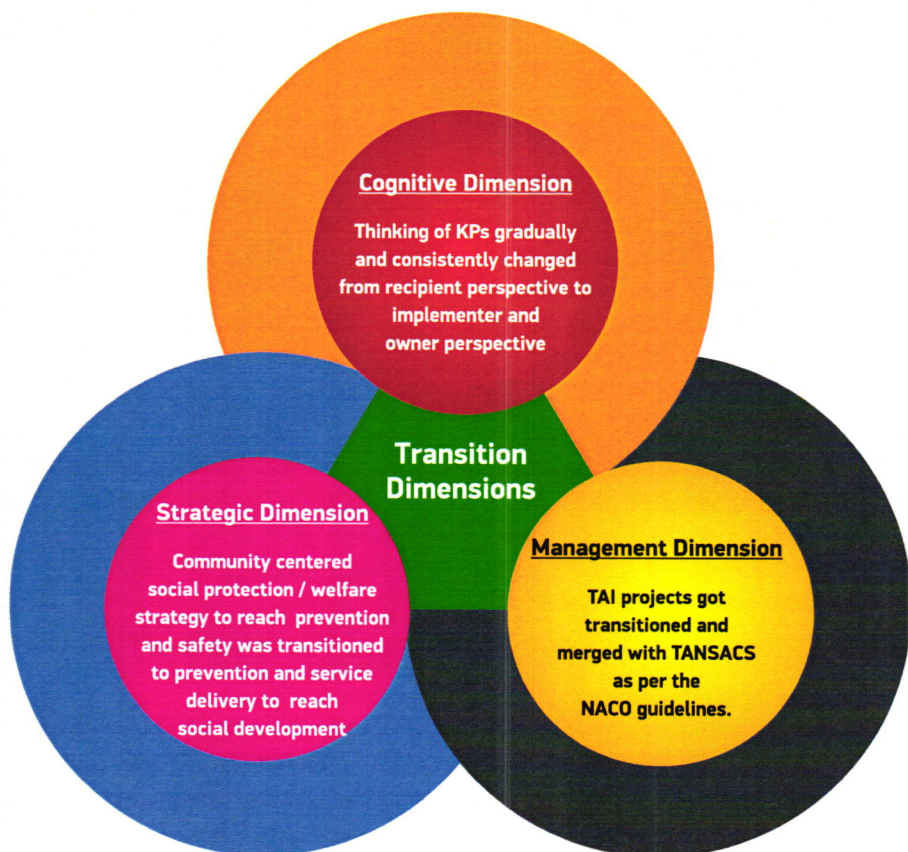 Cognitive Dimension
Thinking of KPs gradually
and consistently changed
from recipient perspective to
implementer and
owner perspective
Transition
Dimensions
Strategic Dimension
Community centered
social protection / welfare
strategy to reach prevention
and safety was transitioned
to prevention and service
delivery to reach
social development
Management Dimension
TAI projects got
transitioned and
merged with TANSACS
as per the
NACO guidelines.